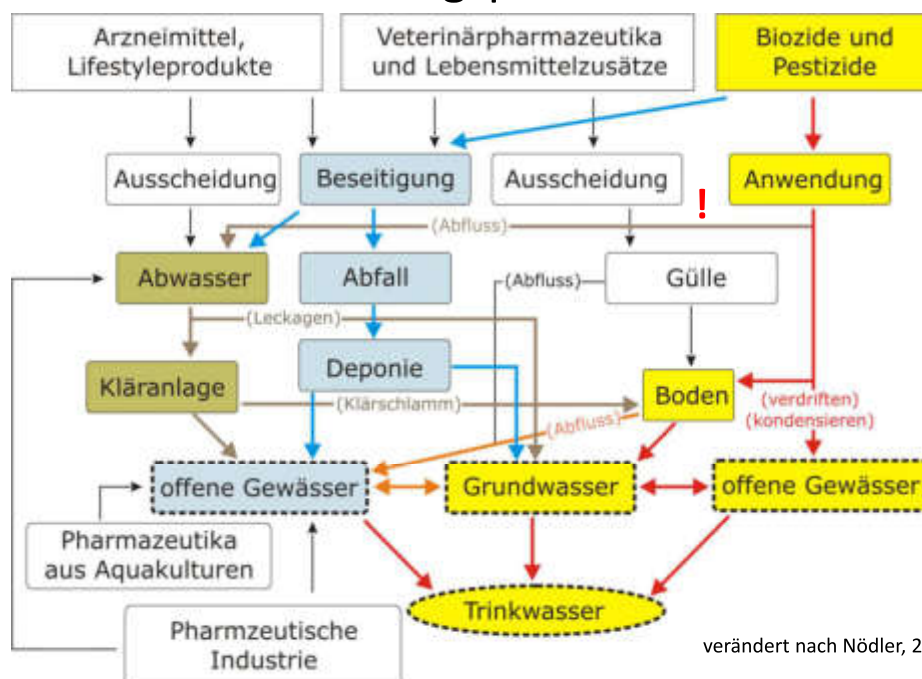 Arzneimittel,
Lifestyleprodukte
Veterinärpharmazeutika
und Lebensmittelzusätze
Biozide und
Pestizide
Ausscheidung
Beseitigung
Ausscheidung
Anwendung
!
(Abfluss)
Abwasser
Abfall
(Abfluss)
Gülle
(Leckagen)
Kläranlage
Deponie
(Klärschlamm)
Boden
(verdriften)
(kondensieren)
(Abfluss)
offene Gewässer
Grundwasser
offene Gewässer
Pharmazeutika
aus Aquakulturen
Trinkwasser
Pharmzeutische
Industrie
verändert nach Nödler, 2